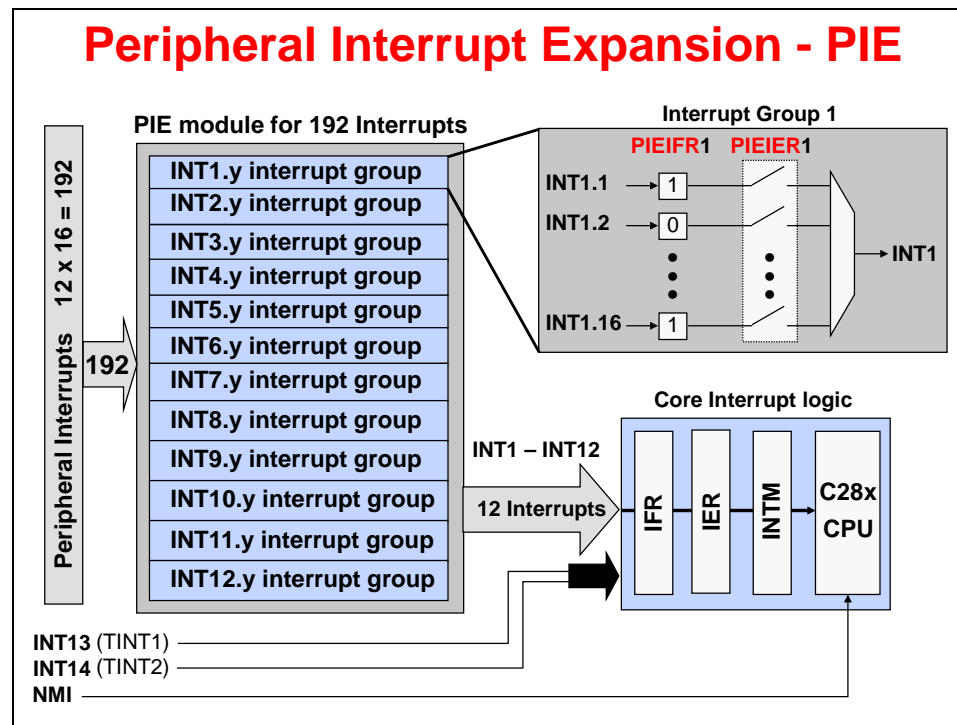 Peripheral Interrupt Expansion - PIE
Peripheral Interrupts 12 x 16 = 192
192
PIE module for 192 Interrupts
INT1.y interrupt group
INT2.y interrupt group
INT3.y interrupt group
INT4.y interrupt group
INT5.y interrupt group
INT6.y interrupt group
INT7.y interrupt group
INT8.y interrupt group
INT9.y interrupt group
INT10.y interrupt group
INT11.y interrupt group
INT12.y interrupt group
Interrupt Group 1
PIEIFR1 PIEIER1
INT1.1 1
INT1.2 0
INT1.16 1
INT1
Core Interrupt logic
INT1 – INT12
12 Interrupts
IFR
IER
INTM
C28x
CPU
INT13 (TINT1)
INT14 (TINT2)
NMI